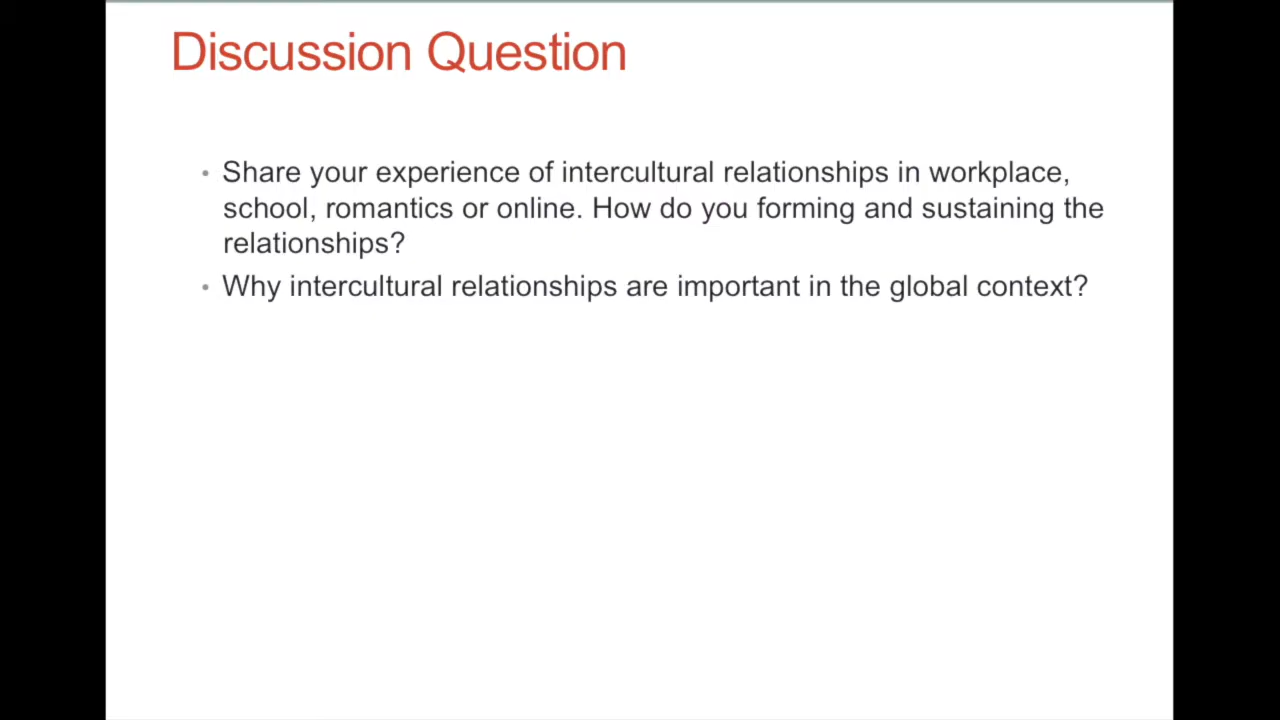 Discussion Question
• Share your experience of intercultural relationships in workplace,
school, romantics or online. How do you forming and sustaining the
relationships?
• Why intercultural relationships are important in the global context?